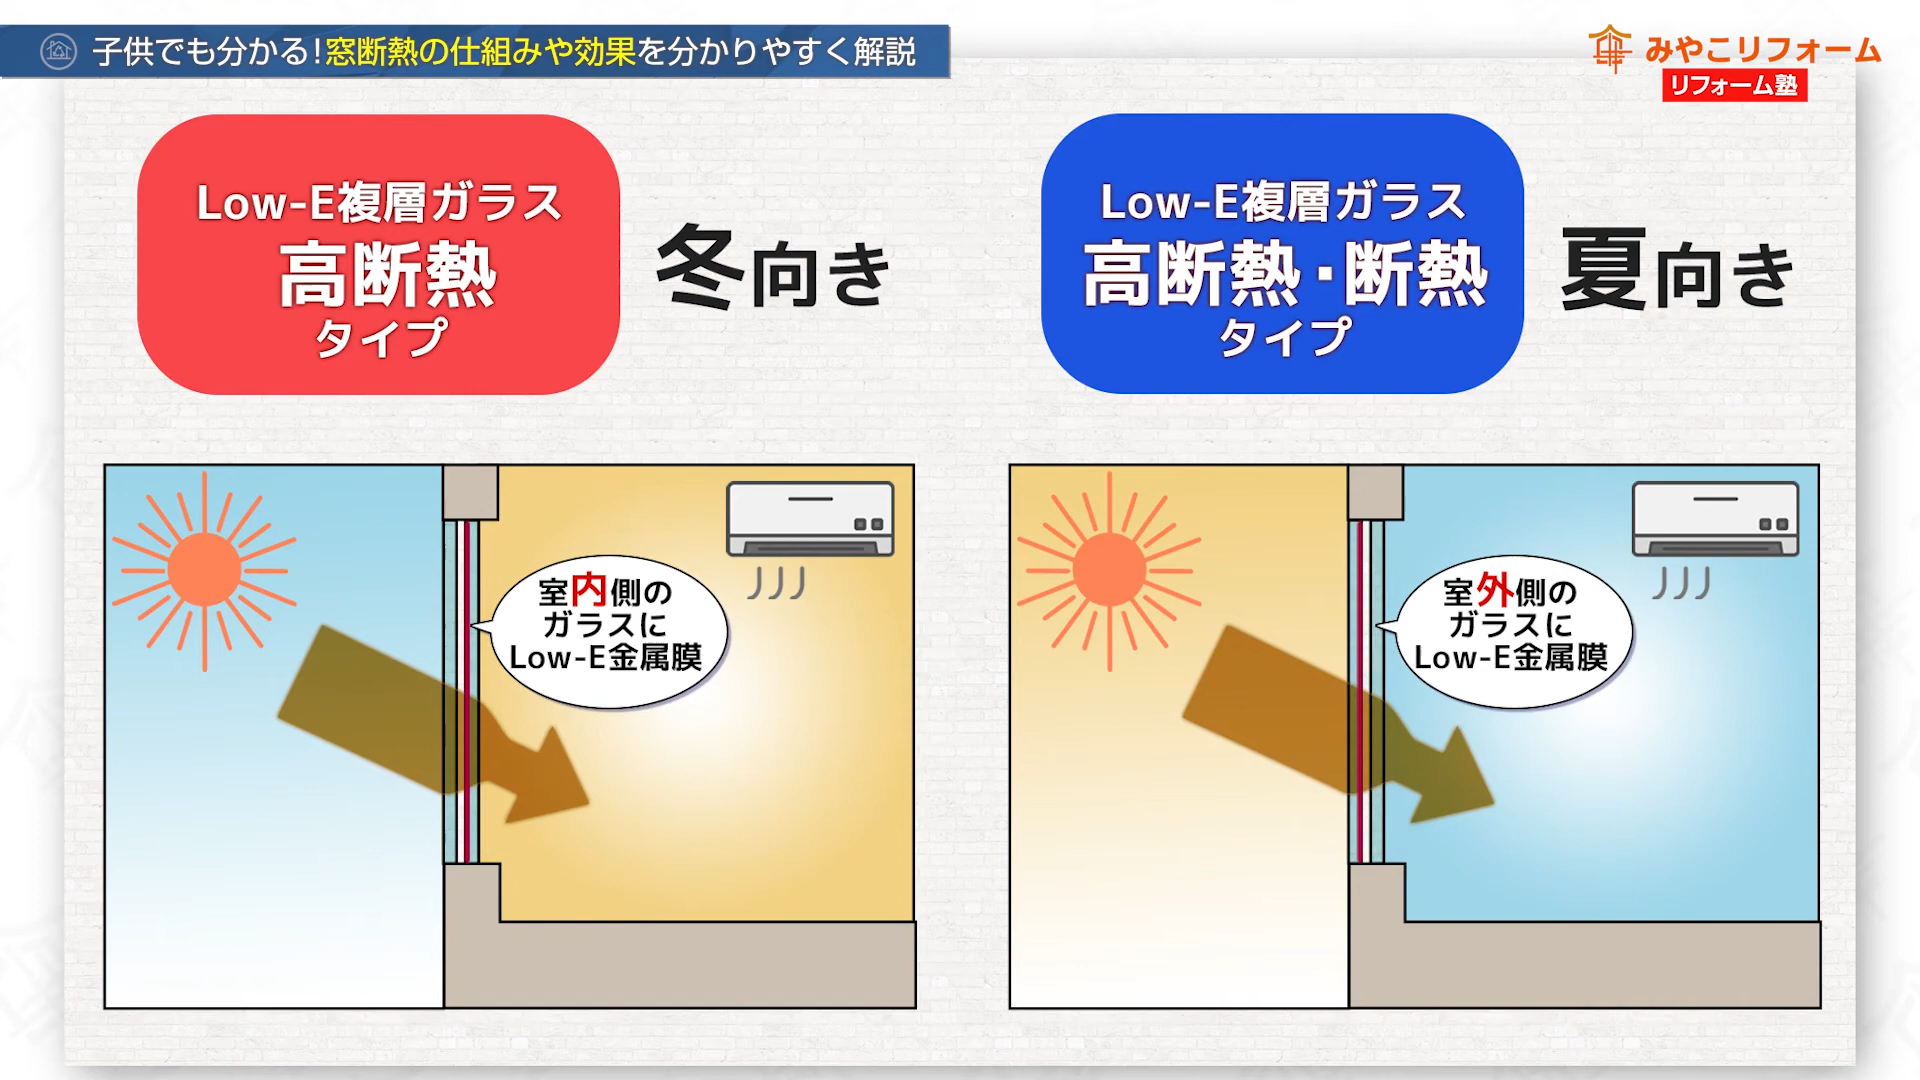 子供でも分かる!窓断熱の仕組みや効果を分かりやすく解説
みやこリフォーム
リフォーム塾
Low-E複層ガラス
高断熱
タイプ
冬向き
Low-E複層ガラス
高断熱・断熱
タイプ
夏向き
室内側の
ガラスに
Low-E金属膜
室外側の
ガラスに
Low-E金属膜